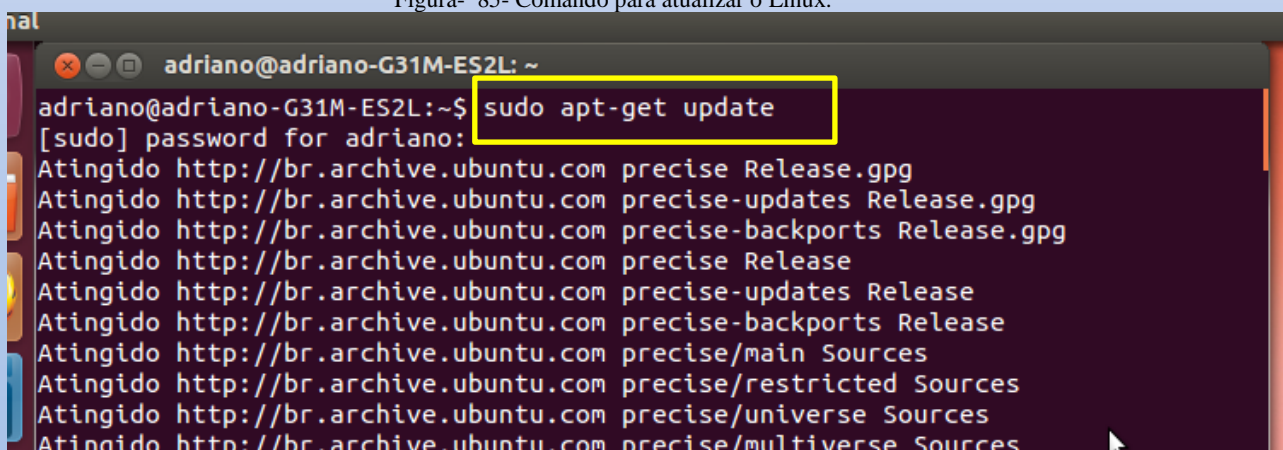 Figura- 85- Comando para atualizar o Linux.
nal
adriano@adriano-G31M-ES2L: ~
adriano@adriano-G31M-ES2L:~$ sudo apt-get update
[sudo] password for adriano:
Atingido http://br.archive.ubuntu.com precise Release.gpg
Atingido http://br.archive.ubuntu.com precise-updates Release.gpg
Atingido http://br.archive.ubuntu.com precise-backports Release.gpg
Atingido http://br.archive.ubuntu.com precise Release
Atingido http://br.archive.ubuntu.com precise-updates Release
Atingido http://br.archive.ubuntu.com precise-backports Release
Atingido http://br.archive.ubuntu.com precise/main Sources
Atingido http://br.archive.ubuntu.com precise/restricted Sources
Atingido http://br.archive.ubuntu.com precise/universe Sources
Atingido http://br.archive.ubuntu.com precise/multiverse Sources